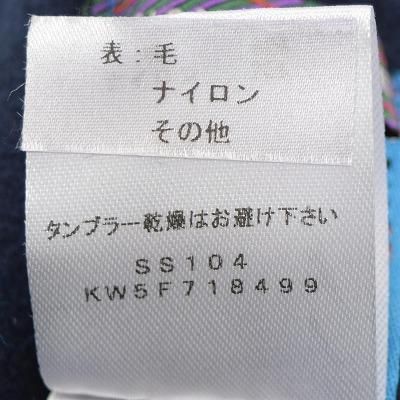 表：毛
ナイロン
その他
タンブラー乾燥はお避け下さい
SS104
KW5F718499